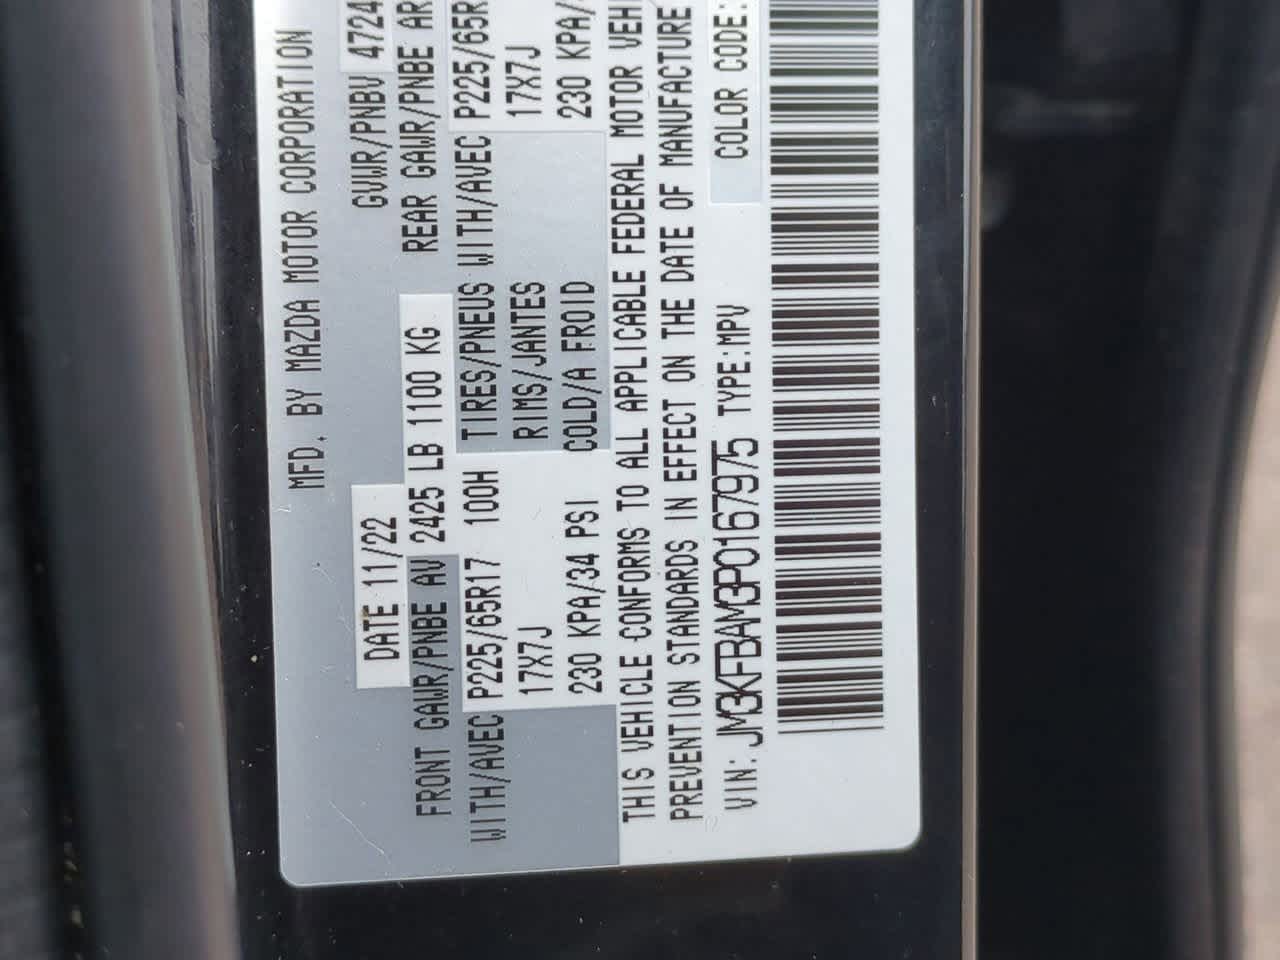 MFD. BY MAZDA MOTOR CORPORATION
DATE 11/22
GVWR/PNBV 4724
FRONT GAWR/PNBE AV 2425 LB 1100 KG
REAR GAWR/PNBE AR
WITH/AVEC P225/65R17 100H TIRES/PNEUS WITH/AVEC P225/65R
17X7J RIMS/JANTES 17X7J
230 KPA/34 PSI COLD/A FROID 230 KPA/
THIS VEHICLE CONFORMS TO ALL APPLICABLE FEDERAL MOTOR VEHI
PREVENTION STANDARDS IN EFFECT ON THE DATE OF MANUFACTURE
VIN: JM3KFBAM3P0167975 TYPE:MPV COLOR CODE: